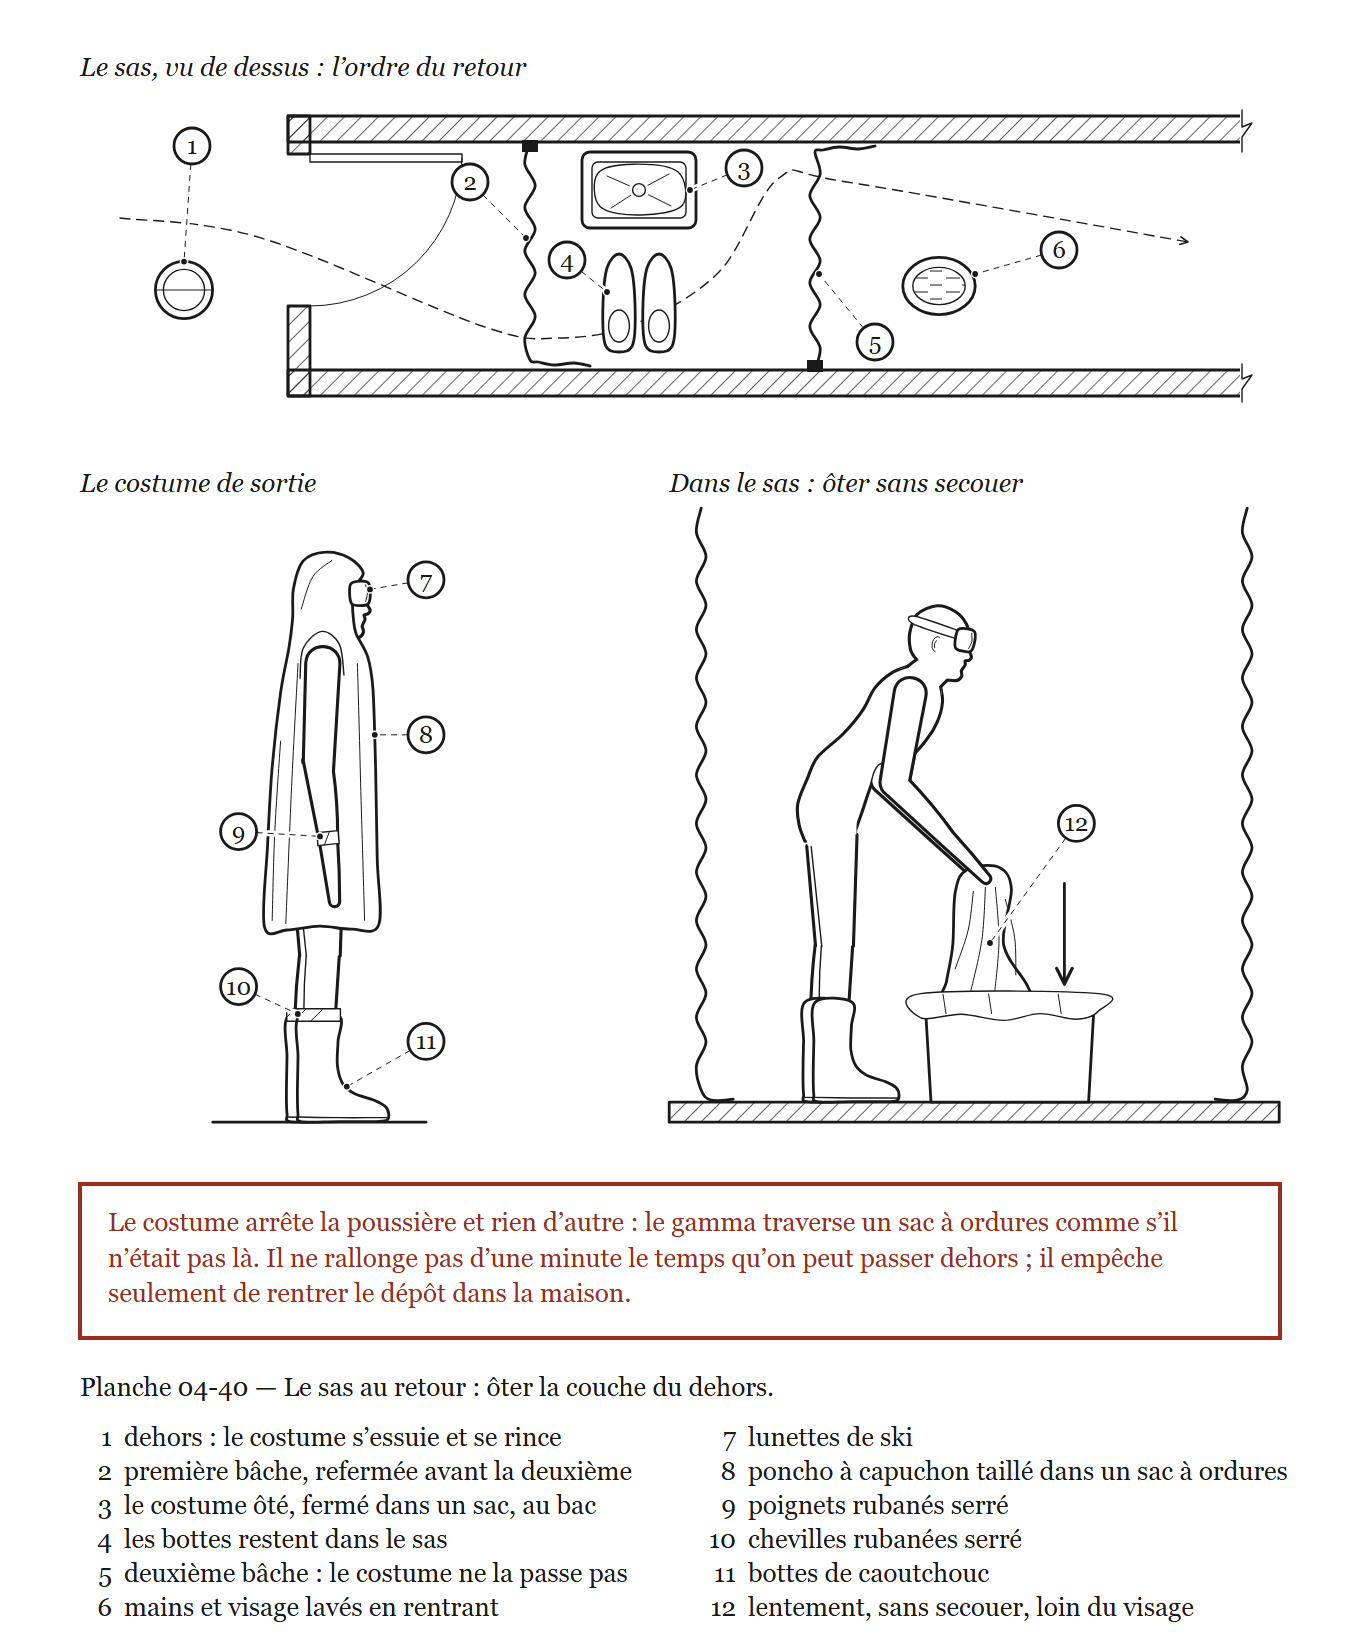 Le sas, vu de dessus : l’ordre du retour
1
2
3
4
5
6
Le costume de sortie
7
8
9
10
11
Dans le sas : ôter sans secouer
12
Le costume arrête la poussière et rien d’autre : le gamma traverse un sac à ordures comme s’il
n’était pas là. Il ne rallonge pas d’une minute le temps qu’on peut passer dehors ; il empêche
seulement de rentrer le dépôt dans la maison.
Planche 04-40 — Le sas au retour : ôter la couche du dehors.
1 dehors : le costume s’essuie et se rince
2 première bâche, refermée avant la deuxième
3 le costume ôté, fermé dans un sac, au bac
4 les bottes restent dans le sas
5 deuxième bâche : le costume ne la passe pas
6 mains et visage lavés en rentrant
7 lunettes de ski
8 poncho à capuchon taillé dans un sac à ordures
9 poignets rubanés serré
10 chevilles rubanées serré
11 bottes de caoutchouc
12 lentement, sans secouer, loin du visage